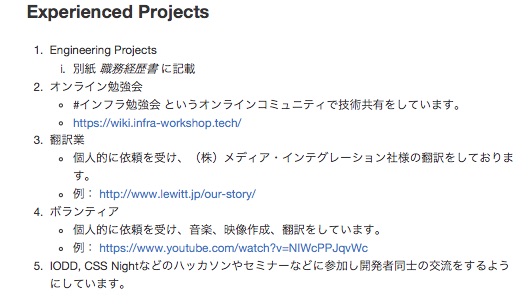 Experienced Projects
1. Engineering Projects
i. 別紙 職務経歴書 に記載
2. オンライン勉強会
○ #インフラ勉強会 というオンラインコミュニティで技術共有をしています。
○ https://wiki.infra-workshop.tech/
3. 翻訳業
○ 個人的に依頼を受け、（株）メディア・インテグレーション社様の翻訳をしておりま
す。
○ 例： http://www.lewitt.jp/our-story/
4. ボランティア
○ 個人的に依頼を受け、音楽、映像作成、翻訳をしています。
○ 例： https://www.youtube.com/watch?v=NIWcPPJqvWc
5. IODD, CSS Nightなどのハッカソンやセミナーなどに参加し開発者同士の交流をするよう
にしています。